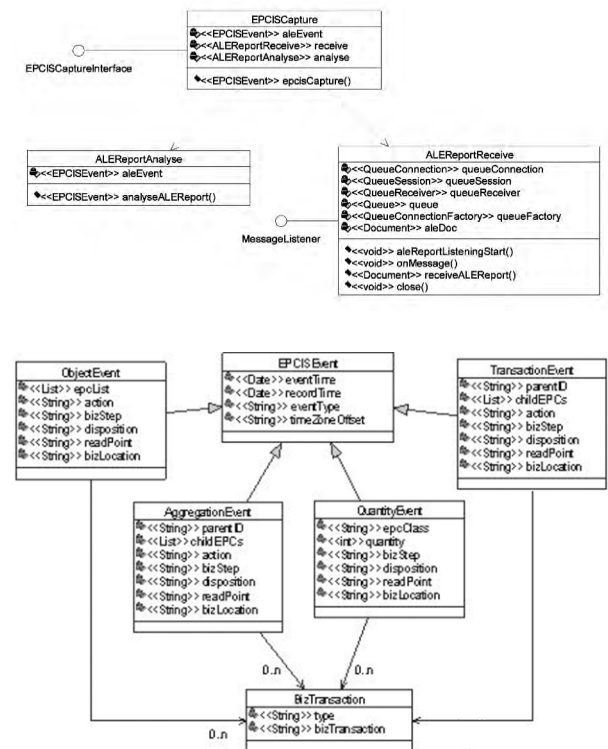 EPCISCapture
<<EPCISEvent>> aleEvent
<<ALEReportReceive>> receive
<<ALEReportAnalyse>> analyse
<<EPCISEvent>> epcisCapture()
EPCISCaptureInterface
ALEReportAnalyse
<<EPCISEvent>> aleEvent
<<EPCISEvent>> analyseALEReport()
ALEReportReceive
<<QueueConnection>> queueConnection
<<QueueSession>> queueSession
<<QueueReceiver>> queueReceiver
<<Queue>> queue
<<QueueConnectionFactory>> queueFactory
<<Document>> aleDoc
<<void>> aleReportListeningStart()
<<void>> onMessage()
<<Document>> receiveALEReport()
<<void>> close()
MessageListener
ObjectEvent
<<List>> epcList
<<String>> action
<<String>> bizStep
<<String>> disposition
<<String>> readPoint
<<String>> bizLocation
EPCISEvent
<<Date>> eventTime
<<Date>> recordTime
<<String>> eventType
<<String>> timeZoneOffset
TransactionEvent
<<String>> parentID
<<List>> childEPCs
<<String>> action
<<String>> bizStep
<<String>> disposition
<<String>> readPoint
<<String>> bizLocation
AggregationEvent
<<String>> parentID
<<List>> childEPCs
<<String>> action
<<String>> bizStep
<<String>> disposition
<<String>> readPoint
<<String>> bizLocation
QuantityEvent
<<String>> epcClass
<<int>> quantity
<<String>> bizStep
<<String>> disposition
<<String>> readPoint
<<String>> bizLocation
0..n
0..n
BizTransaction
<<String>> type
<<String>> bizTransaction
0..n